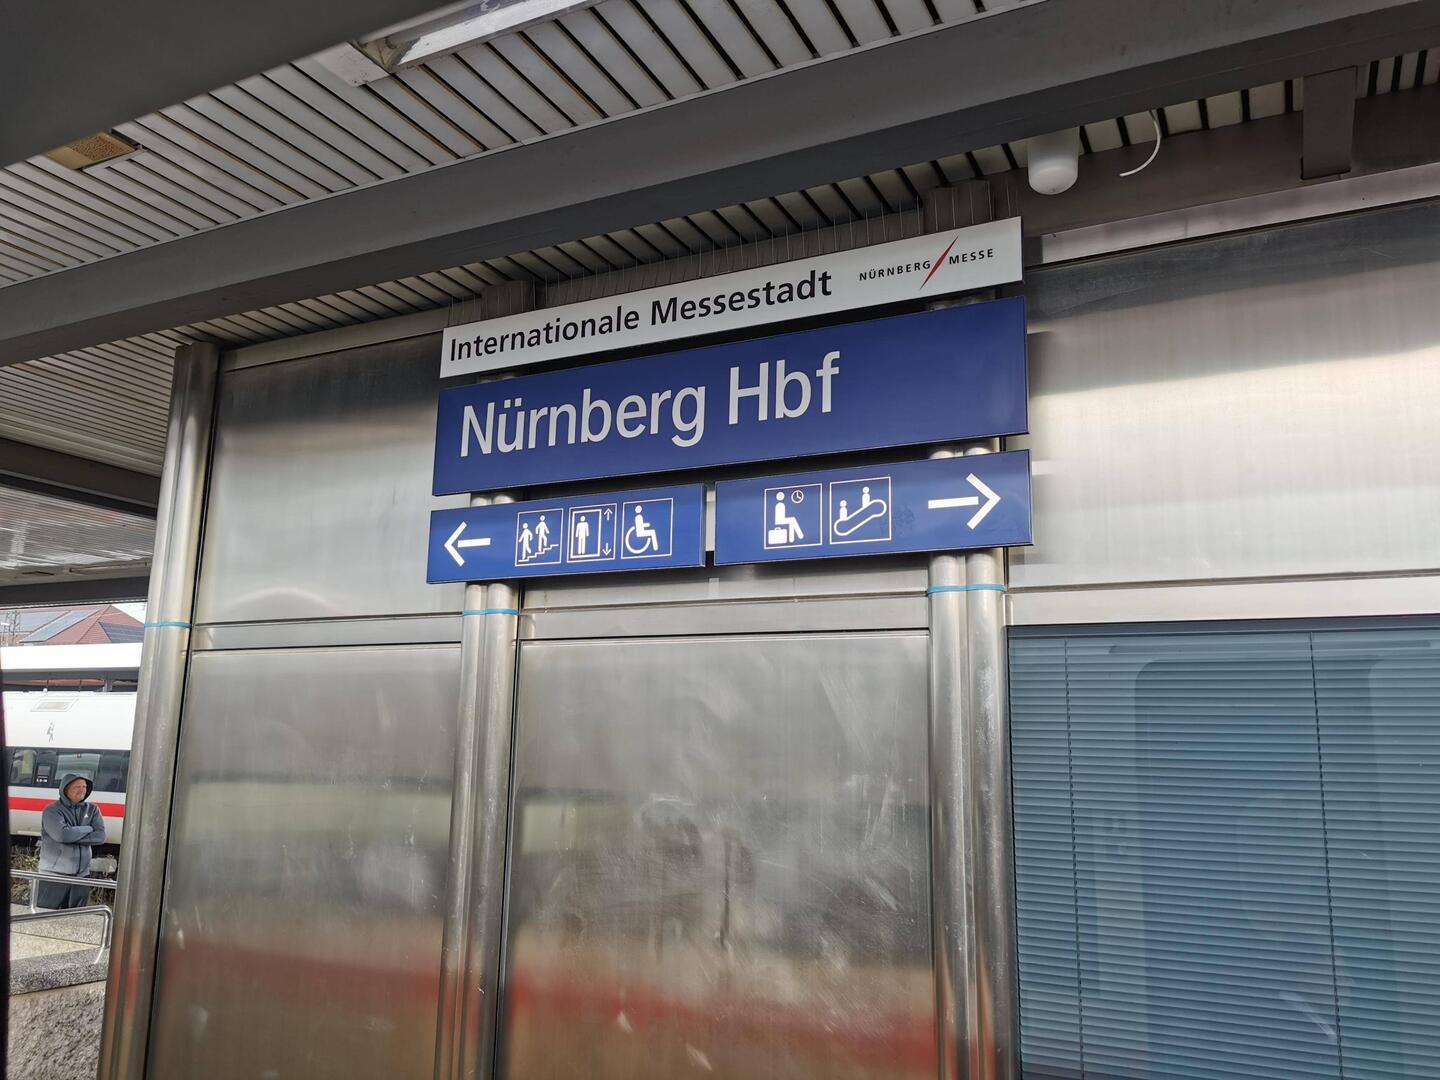 Internationale Messestadt NÜRNBERG MESSE
Nürnberg Hbf